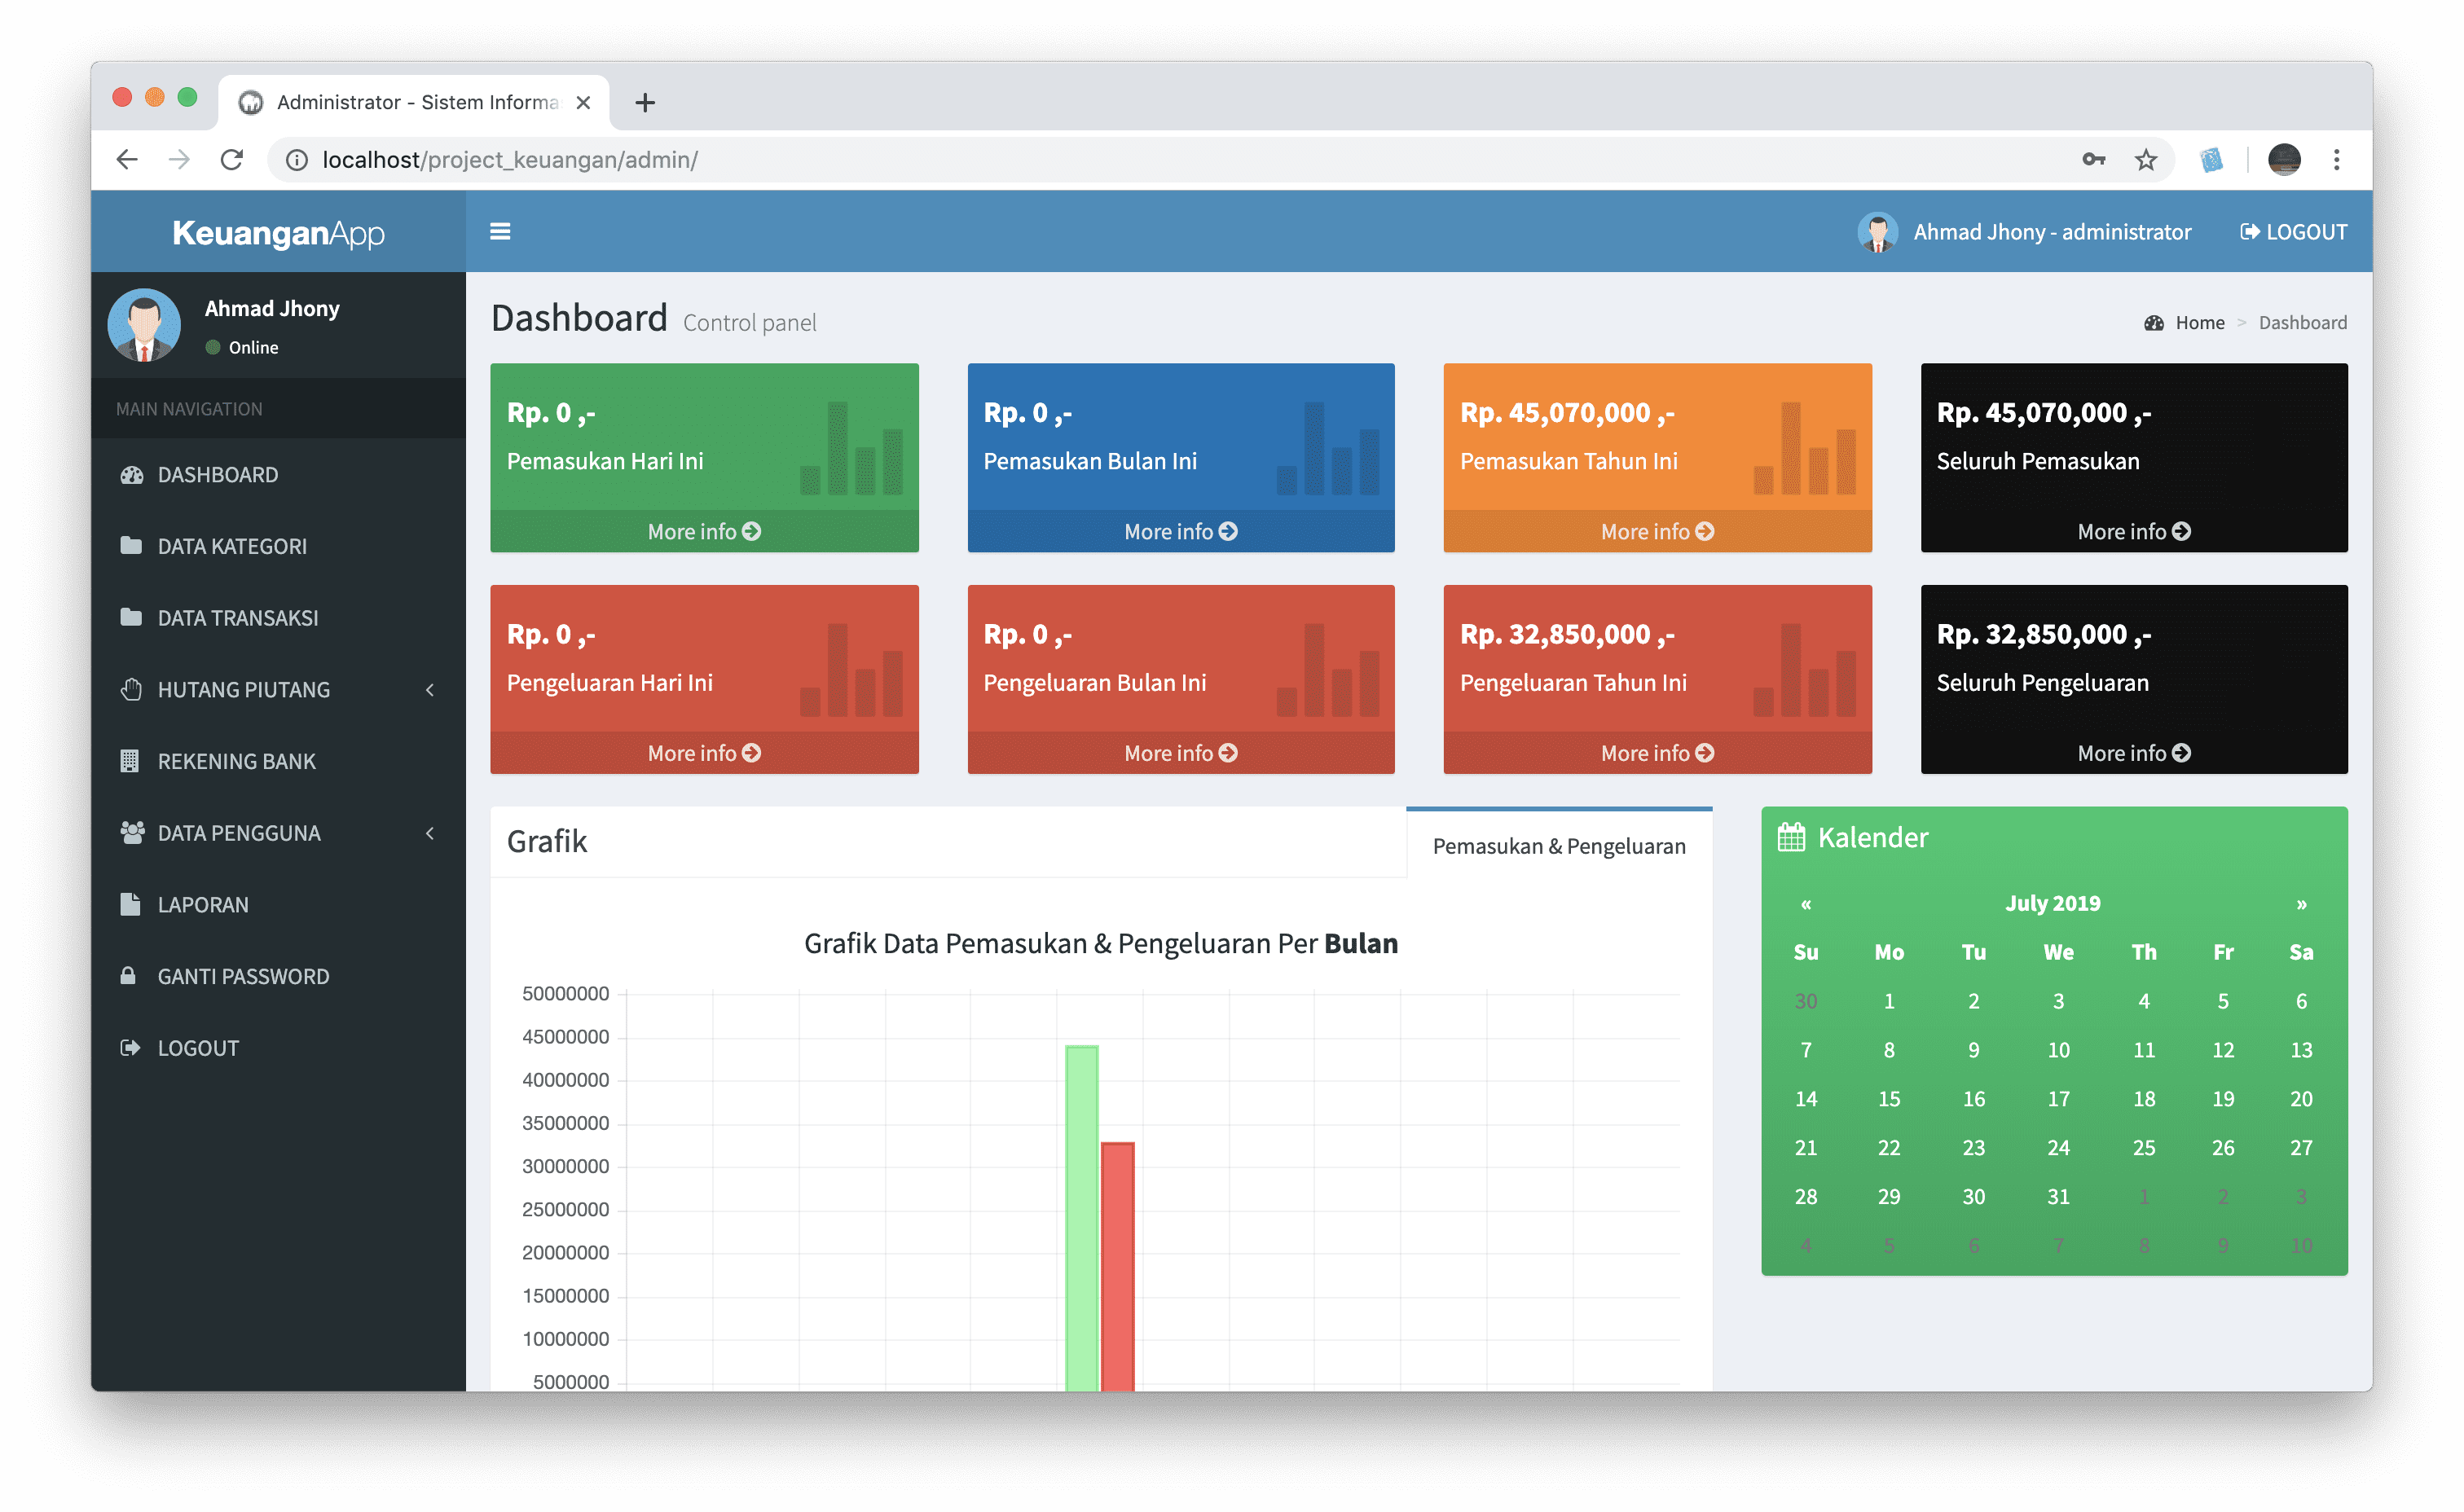 Administrator - Sistem Informa
localhost/project_keuangan/admin/
KeuanganApp
Ahmad Jhony - administrator
LOGOUT
Ahmad Jhony
Online
MAIN NAVIGATION
DASHBOARD
DATA KATEGORI
DATA TRANSAKSI
HUTANG PIUTANG
REKENING BANK
DATA PENGGUNA
LAPORAN
GANTI PASSWORD
LOGOUT
Dashboard Control panel
Home > Dashboard
Rp. 0 ,-
Pemasukan Hari Ini
More info
Rp. 0 ,-
Pemasukan Bulan Ini
More info
Rp. 45,070,000 ,-
Pemasukan Tahun Ini
More info
Rp. 45,070,000 ,-
Seluruh Pemasukan
More info
Rp. 0 ,-
Pengeluaran Hari Ini
More info
Rp. 0 ,-
Pengeluaran Bulan Ini
More info
Rp. 32,850,000 ,-
Pengeluaran Tahun Ini
More info
Rp. 32,850,000 ,-
Seluruh Pengeluaran
More info
Grafik
Pemasukan & Pengeluaran
Grafik Data Pemasukan & Pengeluaran Per Bulan
50000000
45000000
40000000
35000000
30000000
25000000
20000000
15000000
10000000
5000000
Kalender
« July 2019 »
Su Mo Tu We Th Fr Sa
30 1 2 3 4 5 6
7 8 9 10 11 12 13
14 15 16 17 18 19 20
21 22 23 24 25 26 27
28 29 30 31 1 2 3
4 5 6 7 8 9 10